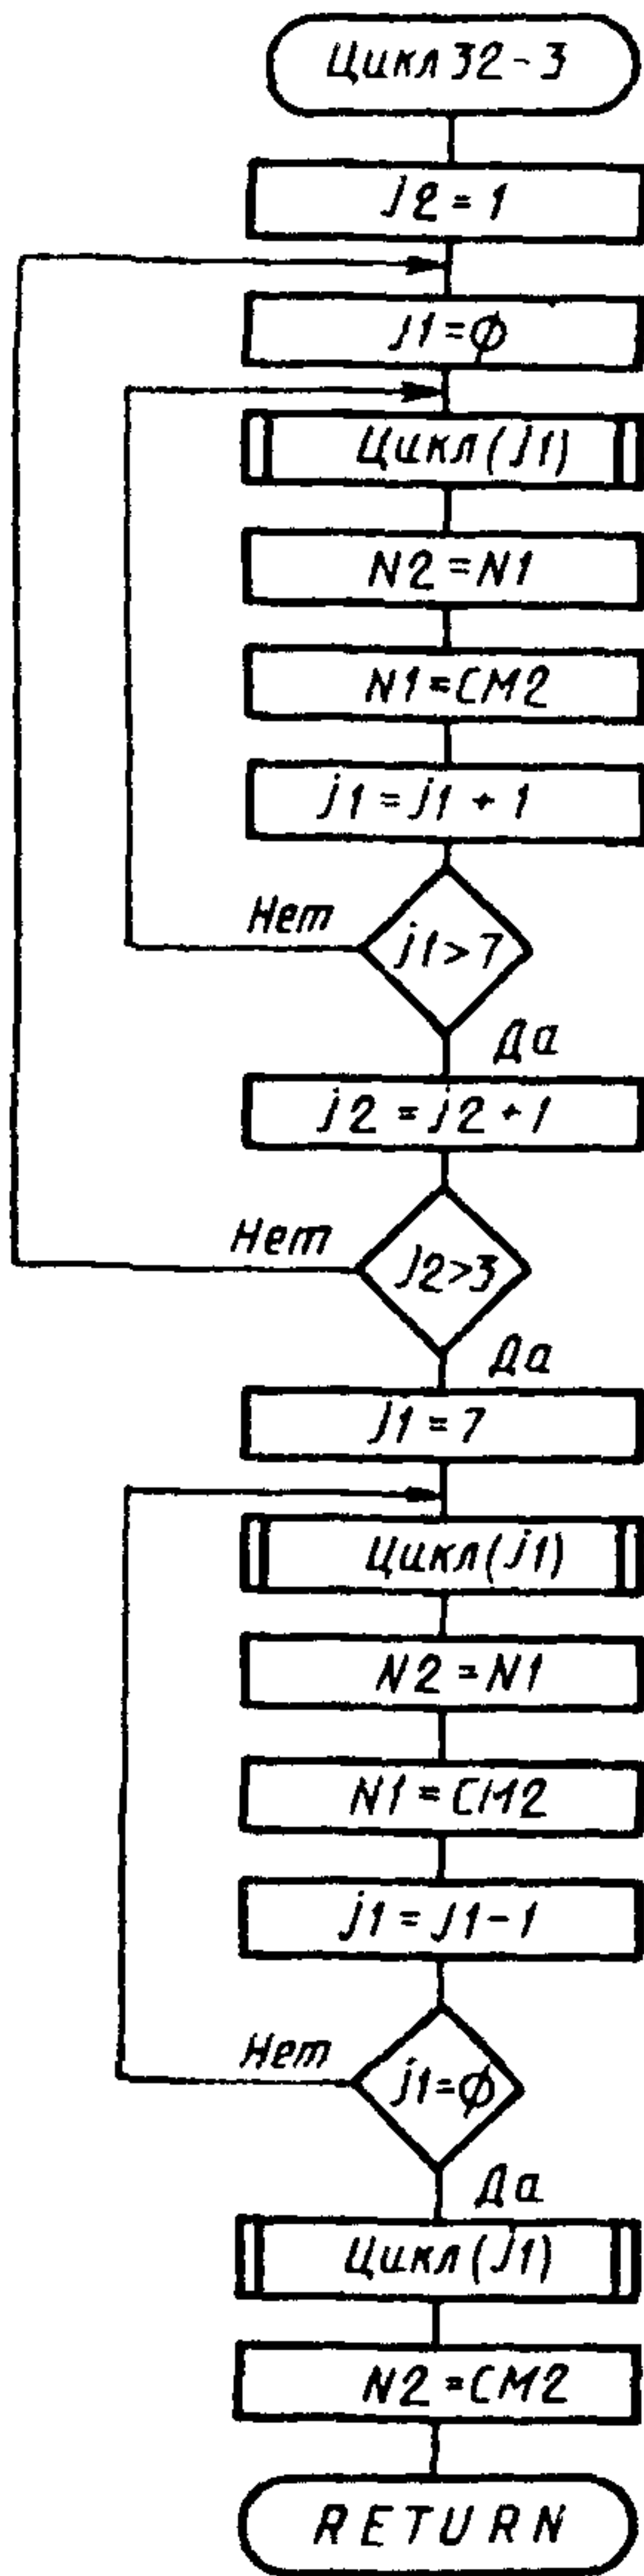 Цикл 32-3
j2 = 1
j1 = ϕ
Цикл (j1)
N2 = N1
N1 = CM2
j1 = j1 + 1
Нет
j1 > 7
Да
j2 = j2 + 1
Нет
j2 > 3
Да
j1 = 7
Цикл (j1)
N2 = N1
N1 = CM2
j1 = j1 - 1
Нет
j1 = ϕ
Да
Цикл (j1)
N2 = CM2
RETURN